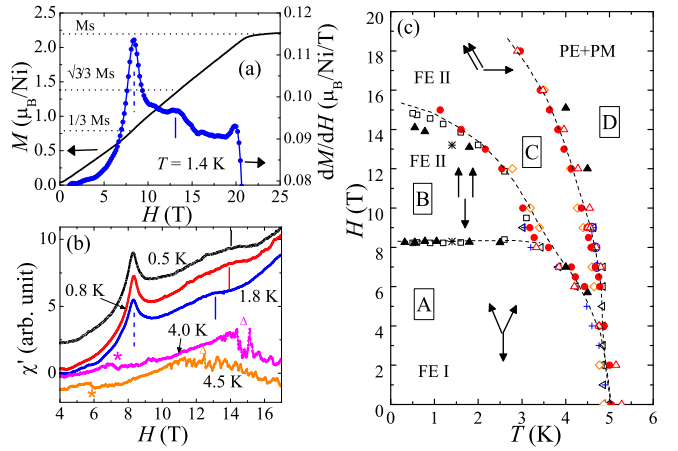 (a)
M (μB/Ni)
2.5
2.0
1.5
1.0
0.5
0.0
Ms
√3⁄3 Ms
1/3 Ms
T = 1.4 K
0 5 10 15 20 25
H (T)
0.115
0.10
0.09
0.08
dM/dH (μB/Ni/T)
(b)
χ' (arb. unit)
10
5
0
0.5 K
0.8 K
1.8 K
4.0 K
4.5 K
* Δ
* Δ
4 6 8 10 12 14 16
H (T)
(c)
H (T)
18
16
14
12
10
8
6
4
2
0
PE+PM
FE II
D
C
FE II
B
A
FE I
0 1 2 3 4 5 6
T (K)